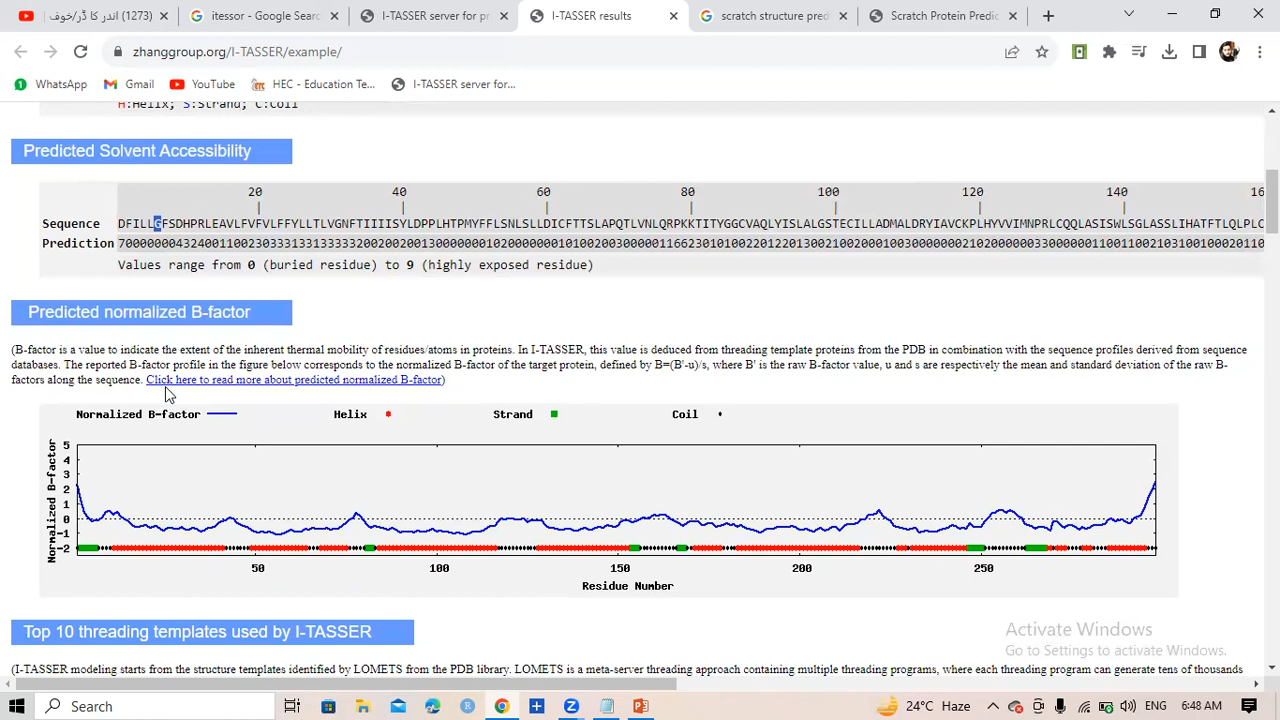 (1273) اندر کا ڈر/خوف
itessor - Google Searc
I-TASSER server for pr
I-TASSER results
scratch structure pred
Scratch Protein Predic
zhanggroup.org/I-TASSER/example/
WhatsApp
Gmail
YouTube
HEC - Education Te...
I-TASSER server for...
H:Helix; S:Strand; C:Coil
Predicted Solvent Accessibility
20 40 60 80 100 120 140 16
Sequence DFILLGFSDHPRLEAVLFVFVLFFYLLTLVGNFTIIIISYLDPPLHTPMYFFLSNLSLLDICFTTSLAPQTLVNLQRPKKTITYGGCVAQLYISLALGSTECILLADMALDRYIAVCKPLHYVVIMNPRLCQQLASISWLSGLASSLIHATFTLQLPLC
Values range from 0 (buried residue) to 9 (highly exposed residue)
Predicted normalized B-factor
(B-factor is a value to indicate the extent of the inherent thermal mobility of residues/atoms in proteins. In I-TASSER, this value is deduced from threading template proteins from the PDB in combination with the sequence profiles derived from sequence
databases. The reported B-factor profile in the figure below corresponds to the normalized B-factor of the target protein, defined by B=(B'-u)/s, where B' is the raw B-factor value, u and s are respectively the mean and standard deviation of the raw B-
factors along the sequence. Click here to read more about predicted normalized B-factor)
Normalized B-factor Helix Strand Coil
Normalized B-factor
5
4
3
2
1
0
-1
-2
50 100 150 200 250
Residue Number
Top 10 threading templates used by I-TASSER
Activate Windows
Go to Settings to activate Windows.
(I-TASSER modeling starts from the structure templates identified by LOMETS from the PDB library. LOMETS is a meta-server threading approach containing multiple threading programs, where each threading program can generate tens of thousands
Search
24°C Haze
ENG
6:48 AM